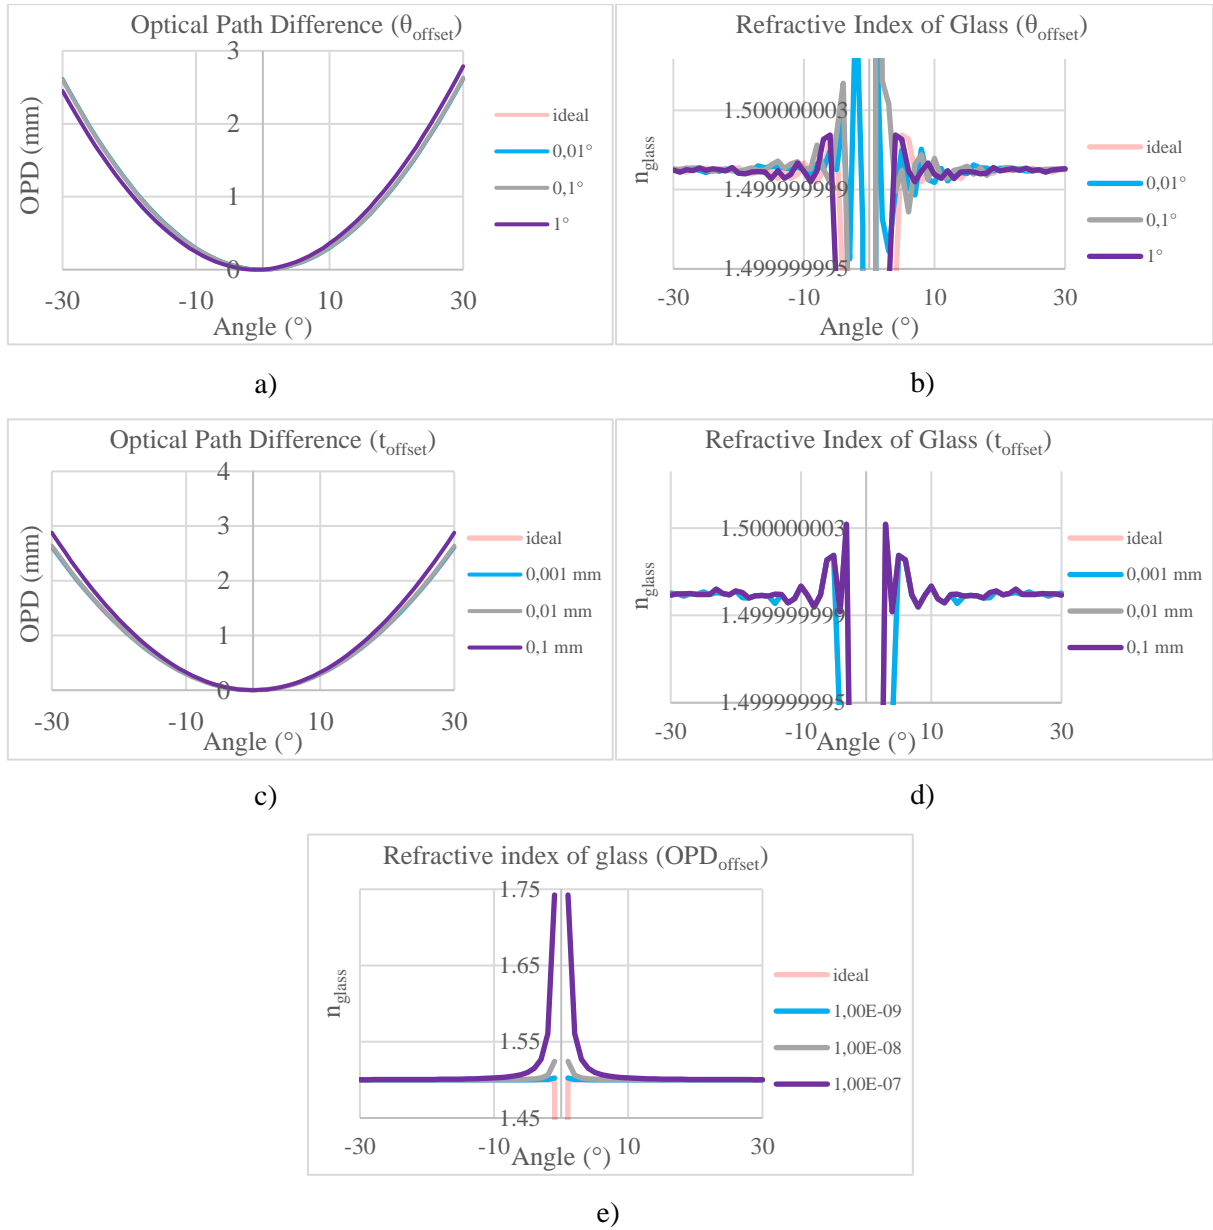 Optical Path Difference (θoffset)
3
2
1
0
OPD (mm)
-30
-10
10
30
Angle (°)
ideal
0,01°
0,1°
1°
a)
Refractive Index of Glass (θoffset)
1.500000003
1.499999999
1.499999995
nglass
-30
-10
10
30
Angle (°)
ideal
0,01°
0,1°
1°
b)
Optical Path Difference (toffset)
4
3
2
1
0
OPD (mm)
-30
-10
10
30
Angle (°)
ideal
0,001 mm
0,01 mm
0,1 mm
c)
Refractive Index of Glass (toffset)
1.500000003
1.499999999
1.499999995
nglass
-30
-10
10
30
Angle (°)
ideal
0,001 mm
0,01 mm
0,1 mm
d)
Refractive index of glass (OPDoffset)
1.75
1.65
1.55
1.45
nglass
-30
-10
10
30
Angle (°)
ideal
1,00E-09
1,00E-08
1,00E-07
e)